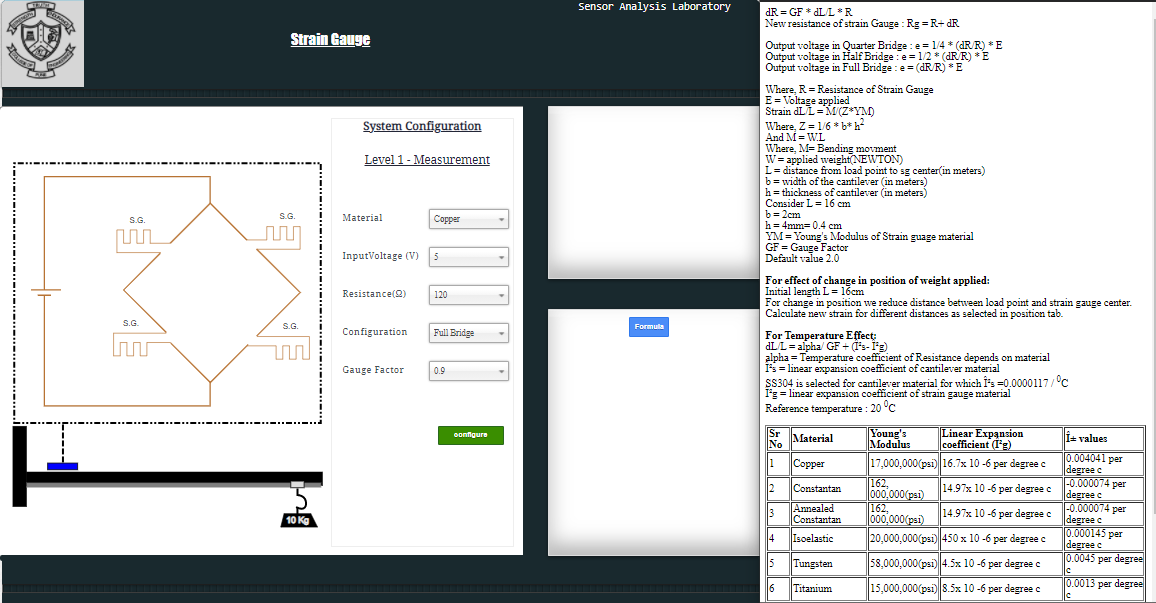 Sensor Analysis Laboratory
Strain Gauge
System Configuration
Level 1 - Measurement
Material
Copper
InputVoltage (V)
5
Resistance(Ω)
120
Configuration
Full Bridge
Gauge Factor
0.9
configure
S.G.
S.G.
S.G.
S.G.
10 Kg
Formula
dR = GF * dL/L * R
New resistance of strain Gauge : Rg = R+ dR
Output voltage in Quarter Bridge : e = 1/4 * (dR/R) * E
Output voltage in Half Bridge : e = 1/2 * (dR/R) * E
Output voltage in Full Bridge : e = (dR/R) * E
Where, R = Resistance of Strain Gauge
E = Voltage applied
Strain dL/L = M/(Z*YM)
Where, Z = 1/6 * b* h2
And M = W.L
Where, M= Bending movment
W = applied weight(NEWTON)
L = distance from load point to sg center(in meters)
b = width of the cantilever (in meters)
h = thickness of cantilever (in meters)
Consider L = 16 cm
b = 2cm
h = 4mm= 0.4 cm
YM = Young's Modulus of Strain guage material
GF = Gauge Factor
Default value 2.0
For effect of change in position of weight applied:
Initial length L = 16cm
For change in position we reduce distance between load point and strain gauge center.
Calculate new strain for different distances as selected in position tab.
For Temperature Effect;
dL/L = alpha/ GF + (Î²s- Î²g)
alpha = Temperature coefficient of Resistance depends on material
Î²s = linear expansion coefficient of cantilever material
SS304 is selected for cantilever material for which Î²s =0.0000117 / 0C
Î²g = linear expansion coefficient of strain gauge material
Reference temperature : 20 0C
Sr No Material Young's Modulus Linear Expansion coefficient (Î²g) Î± values
1 Copper 17,000,000(psi) 16.7x 10 -6 per degree c 0.004041 per degree c
2 Constantan 162, 000,000(psi) 14.97x 10 -6 per degree c -0.000074 per degree c
3 Annealed Constantan 162, 000,000(psi) 14.97x 10 -6 per degree c -0.000074 per degree c
4 Isoelastic 20,000,000(psi) 450 x 10 -6 per degree c 0.000145 per degree c
5 Tungsten 58,000,000(psi) 4.5x 10 -6 per degree c 0.0045 per degree c
6 Titanium 15,000,000(psi) 8.5x 10 -6 per degree c 0.0013 per degree c